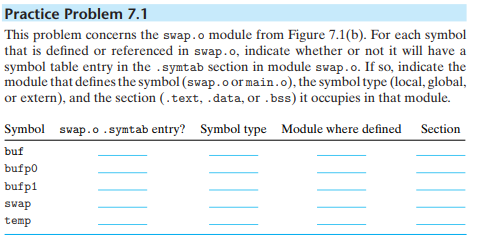 Practice Problem 7.1
This problem concerns the swap.o module from Figure 7.1(b). For each symbol
that is defined or referenced in swap.o, indicate whether or not it will have a
symbol table entry in the .symtab section in module swap.o. If so, indicate the
module that defines the symbol (swap.o or main.o), the symbol type (local, global,
or extern), and the section (.text, .data, or .bss) it occupies in that module.
Symbol swap.o .symtab entry? Symbol type Module where defined Section
buf
bufp0
bufp1
swap
temp